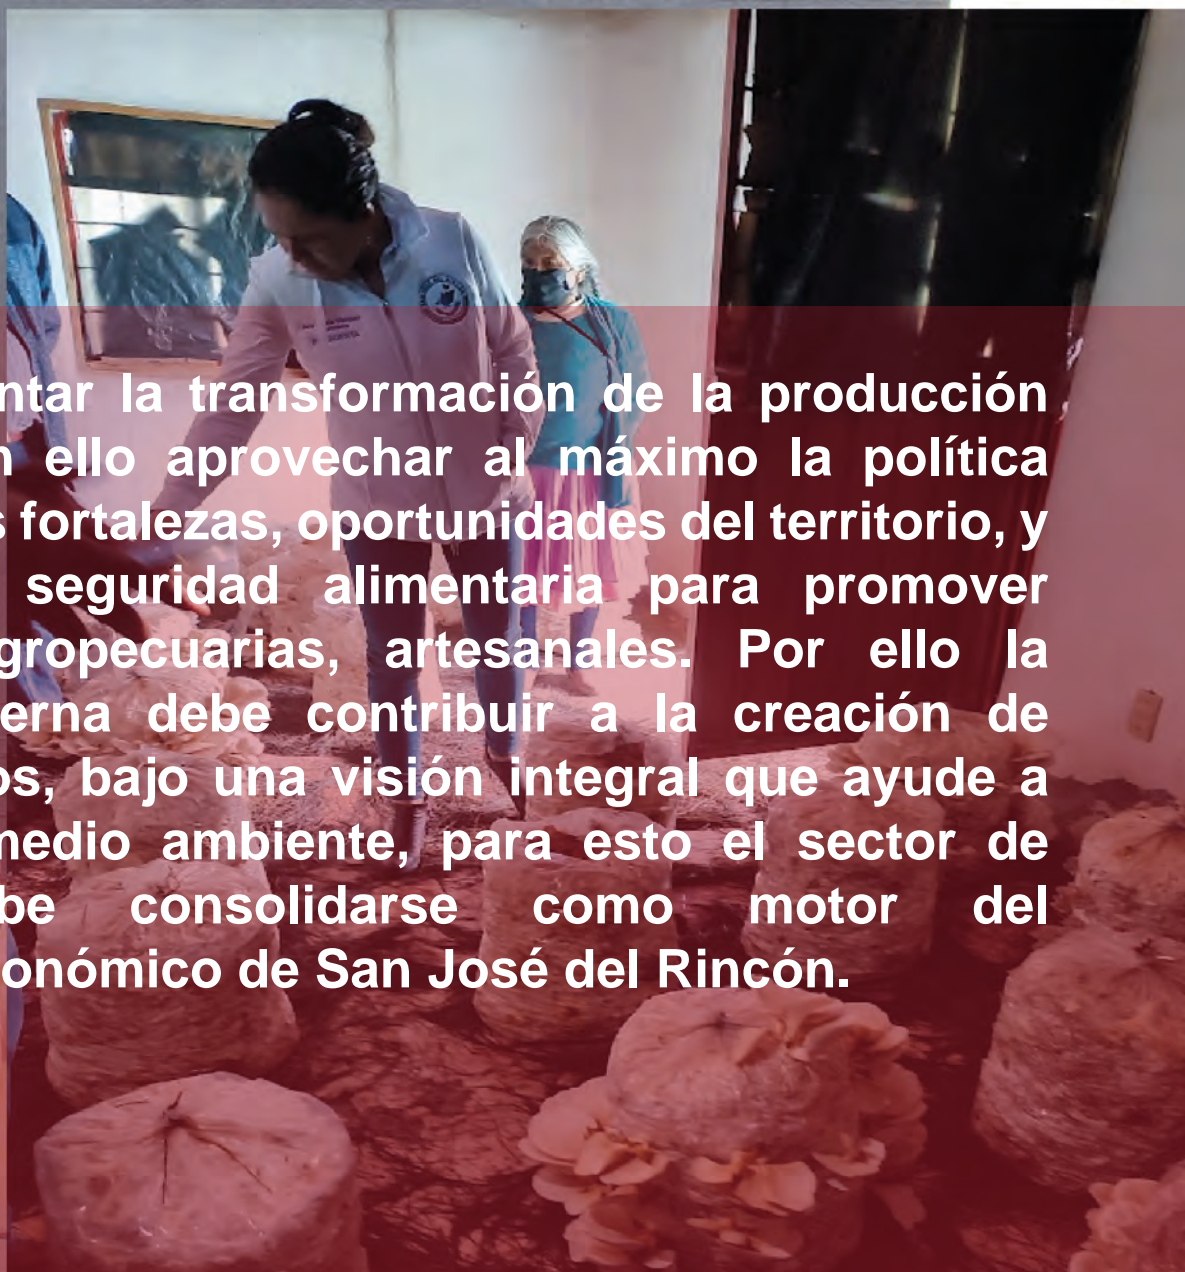 ntar la transformación de la producción
n ello aprovechar al máximo la política
s fortalezas, oportunidades del territorio, y
seguridad alimentaria para promover
gropecuarias, artesanales. Por ello la
erna debe contribuir a la creación de
os, bajo una visión integral que ayude a
medio ambiente, para esto el sector de
be consolidarse como motor del
onómico de San José del Rincón.